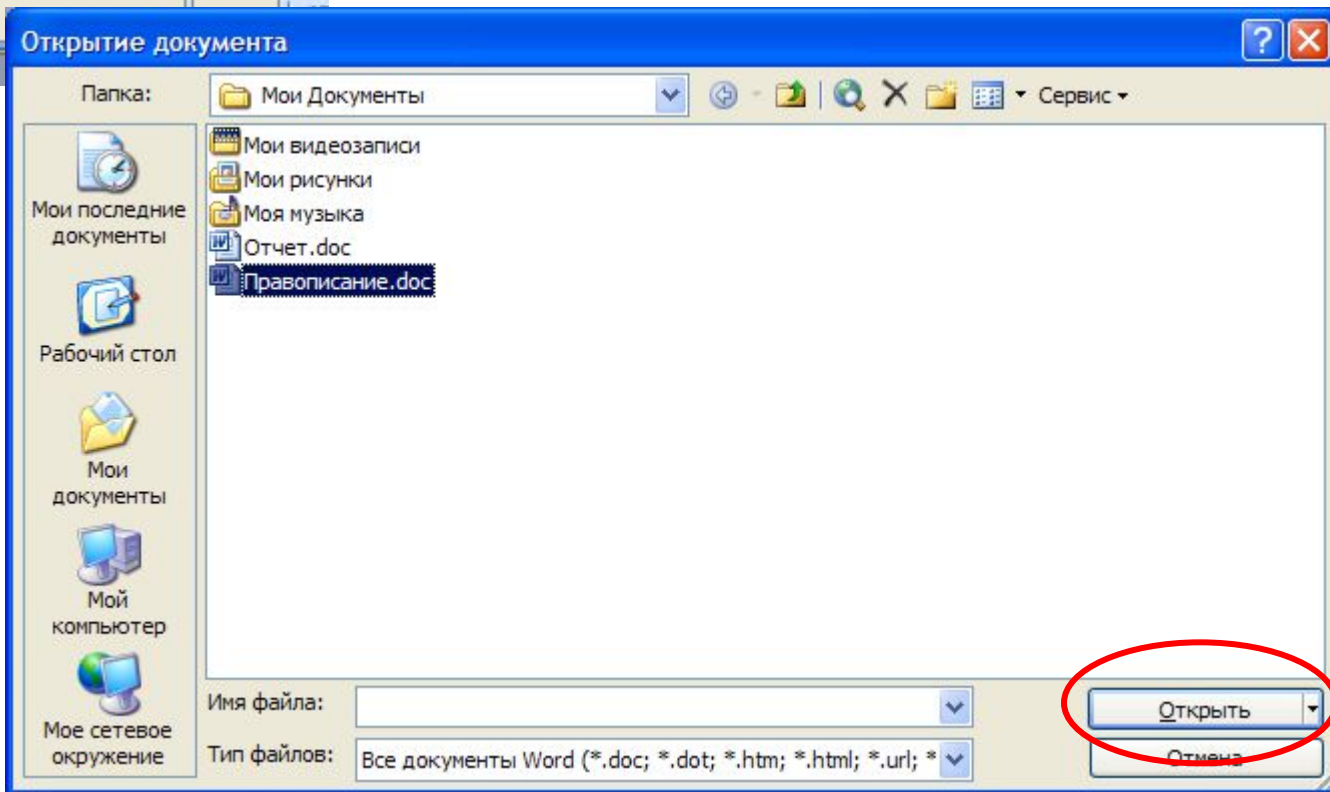 Открытие документа
Папка:
Мои Документы
Сервис
Мои последние
документы
Рабочий стол
Мои
документы
Мой
компьютер
Мое сетевое
окружение
Мои видеозаписи
Мои рисунки
Моя музыка
Отчет.doc
Правописание.doc
Имя файла:
Открыть
Тип файлов:
Все документы Word (*.doc; *.dot; *.htm; *.html; *.url; *
Отмена